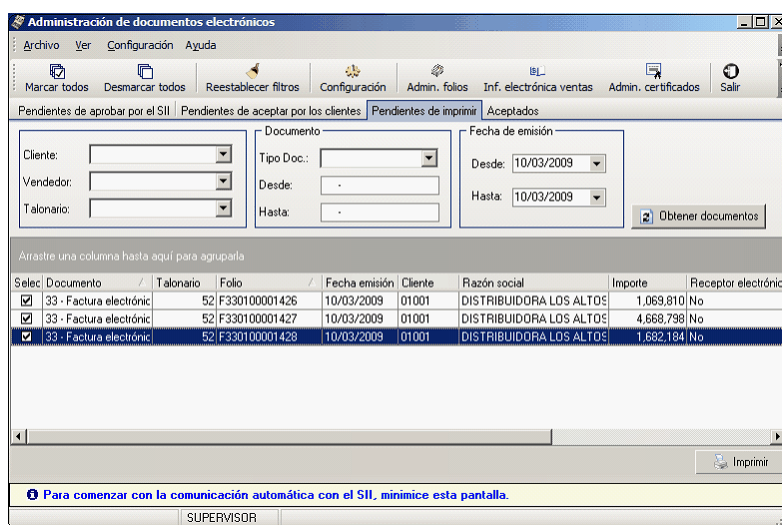 Administración de documentos electrónicos
Archivo Ver Configuración Ayuda
Marcar todos Desmarcar todos Reestablecer filtros Configuración Admin. folios Inf. electrónica ventas Admin. certificados Salir
Pendientes de aprobar por el SII Pendientes de aceptar por los clientes Pendientes de imprimir Aceptados
Documento Fecha de emisión
Cliente: Tipo Doc.: Desde: 10/03/2009
Vendedor: Desde: -
Hasta: 10/03/2009
Talonario: Hasta: - Obtener documentos
Arrastre una columna hasta aquí para agruparla
Selec Documento Talonario Folio Fecha emisión Cliente Razón social Importe Receptor electrónic
33 - Factura electrónic 52 F330100001426 10/03/2009 01001 DISTRIBUIDORA LOS ALTOS 1,069,810 No
33 - Factura electrónic 52 F330100001427 10/03/2009 01001 DISTRIBUIDORA LOS ALTOS 4,668,798 No
33 - Factura electrónic 52 F330100001428 10/03/2009 01001 DISTRIBUIDORA LOS ALTOS 1,682,184 No
Imprimir
Para comenzar con la comunicación automática con el SII, minimice esta pantalla.
SUPERVISOR